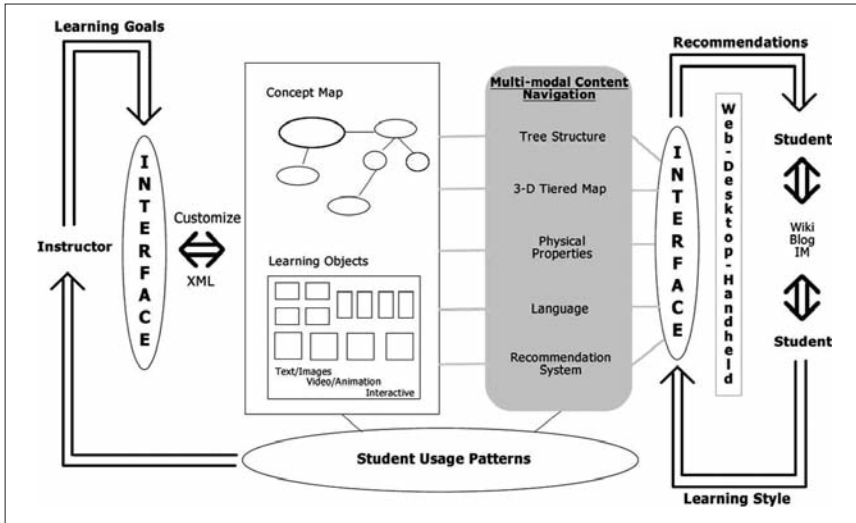 Learning Goals
Instructor
INTERFACE
Customize
XML
Concept Map
Learning Objects
Text/Images
Video/Animation
Interactive
Multi-modal Content
Navigation
Tree Structure
3-D Tiered Map
Physical
Properties
Language
Recommendation
System
INTERFACE
Recommendations
Web-Desktop-Handheld
Student
Wiki
Blog
IM
Student
Learning Style
Student Usage Patterns